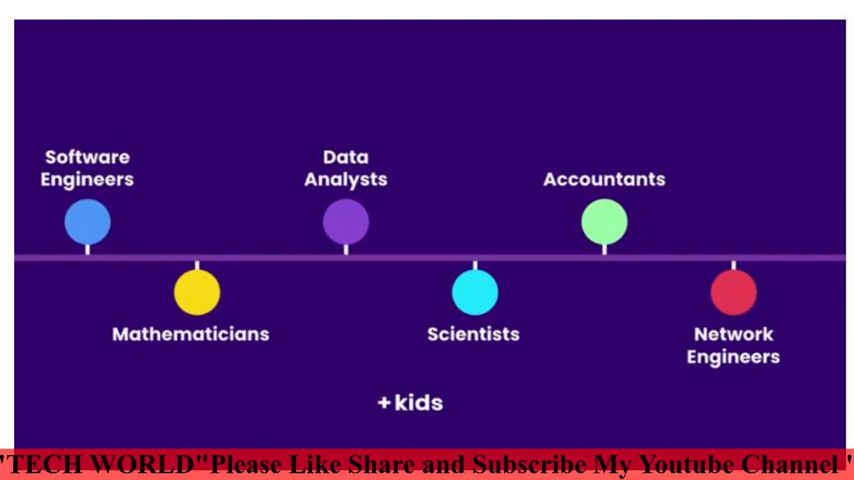 Software
Engineers
Data
Analysts
Accountants
Mathematicians
Scientists
Network
Engineers
+kids
"TECH WORLD"Please Like Share and Subscribe My Youtube Channel "